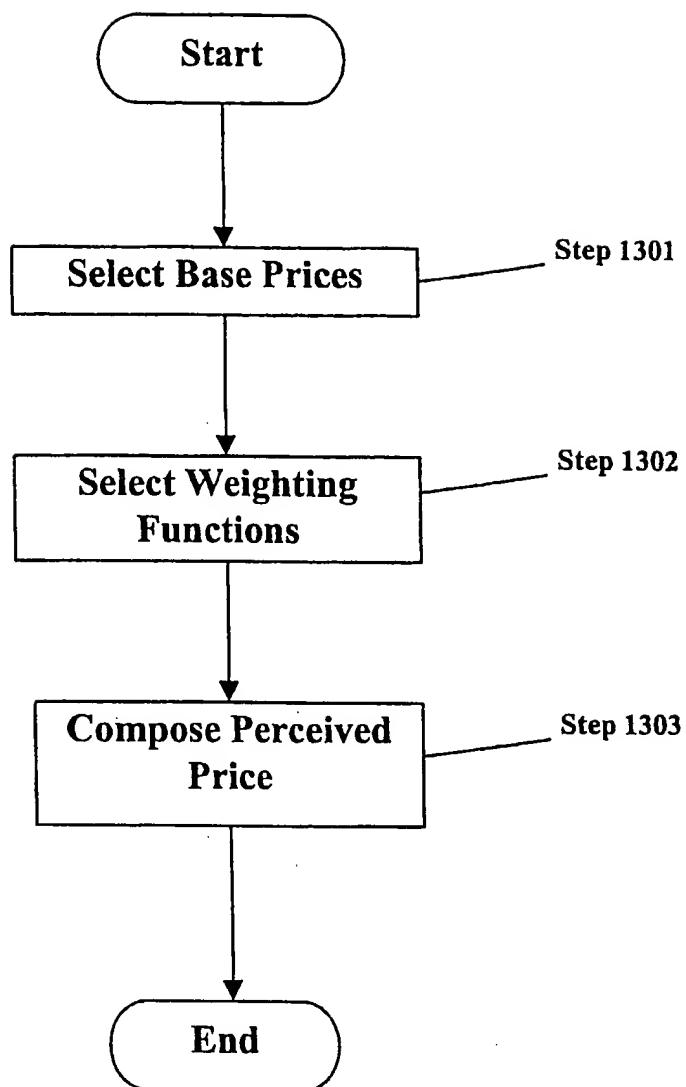 Start
Select Base Prices
Step 1301
Select Weighting
Functions
Step 1302
Compose Perceived
Price
Step 1303
End